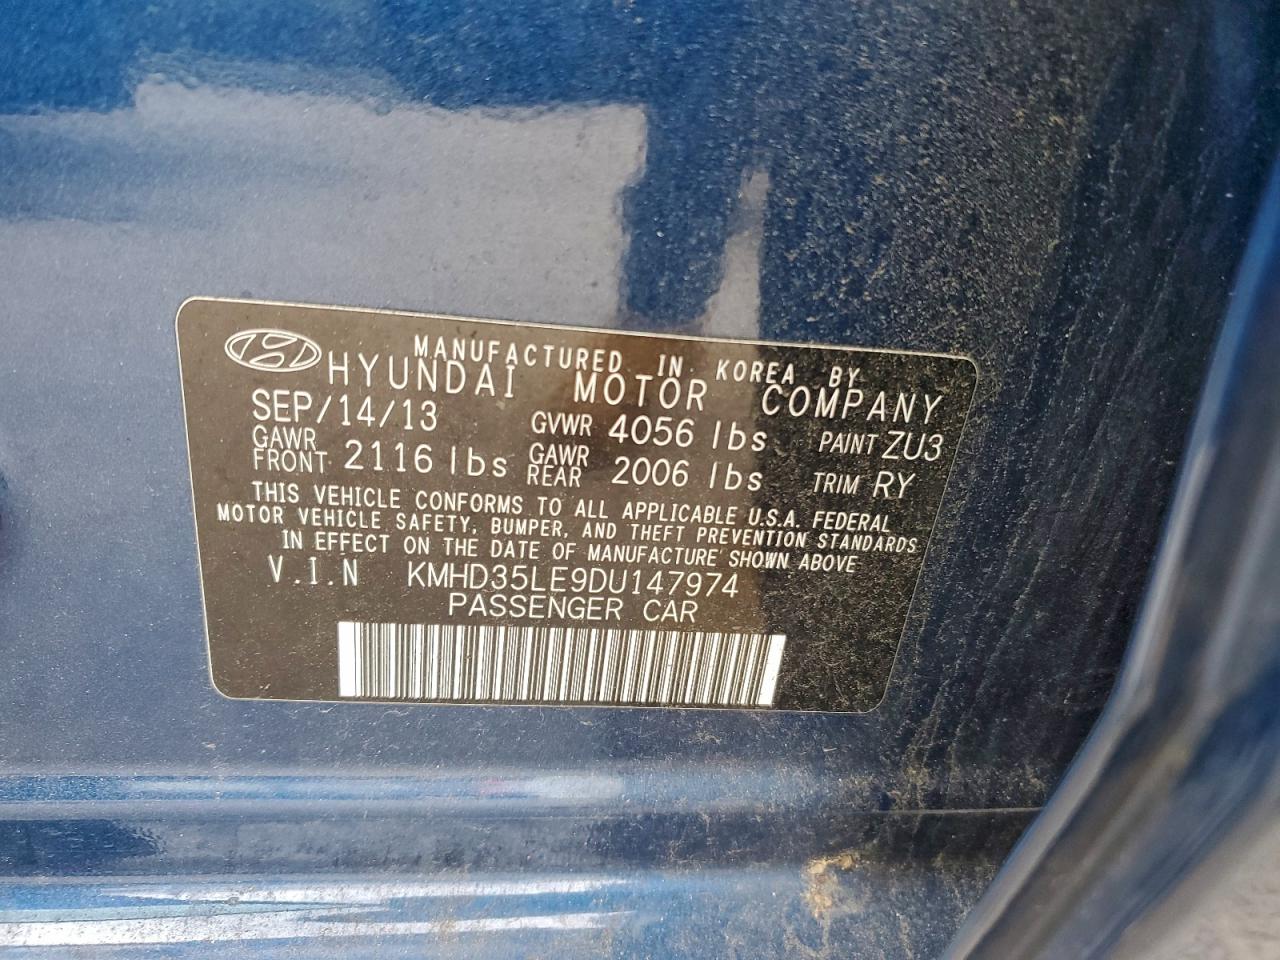 MANUFACTURED IN KOREA BY
HYUNDAI MOTOR COMPANY
SEP/14/13 GVWR 4056 lbs PAINT ZU3
GAWR FRONT 2116 lbs GAWR REAR 2006 lbs TRIM RY
THIS VEHICLE CONFORMS TO ALL APPLICABLE U.S.A. FEDERAL
MOTOR VEHICLE SAFETY, BUMPER, AND THEFT PREVENTION STANDARDS
IN EFFECT ON THE DATE OF MANUFACTURE SHOWN ABOVE
V.I.N KMHD35LE9DU147974
PASSENGER CAR